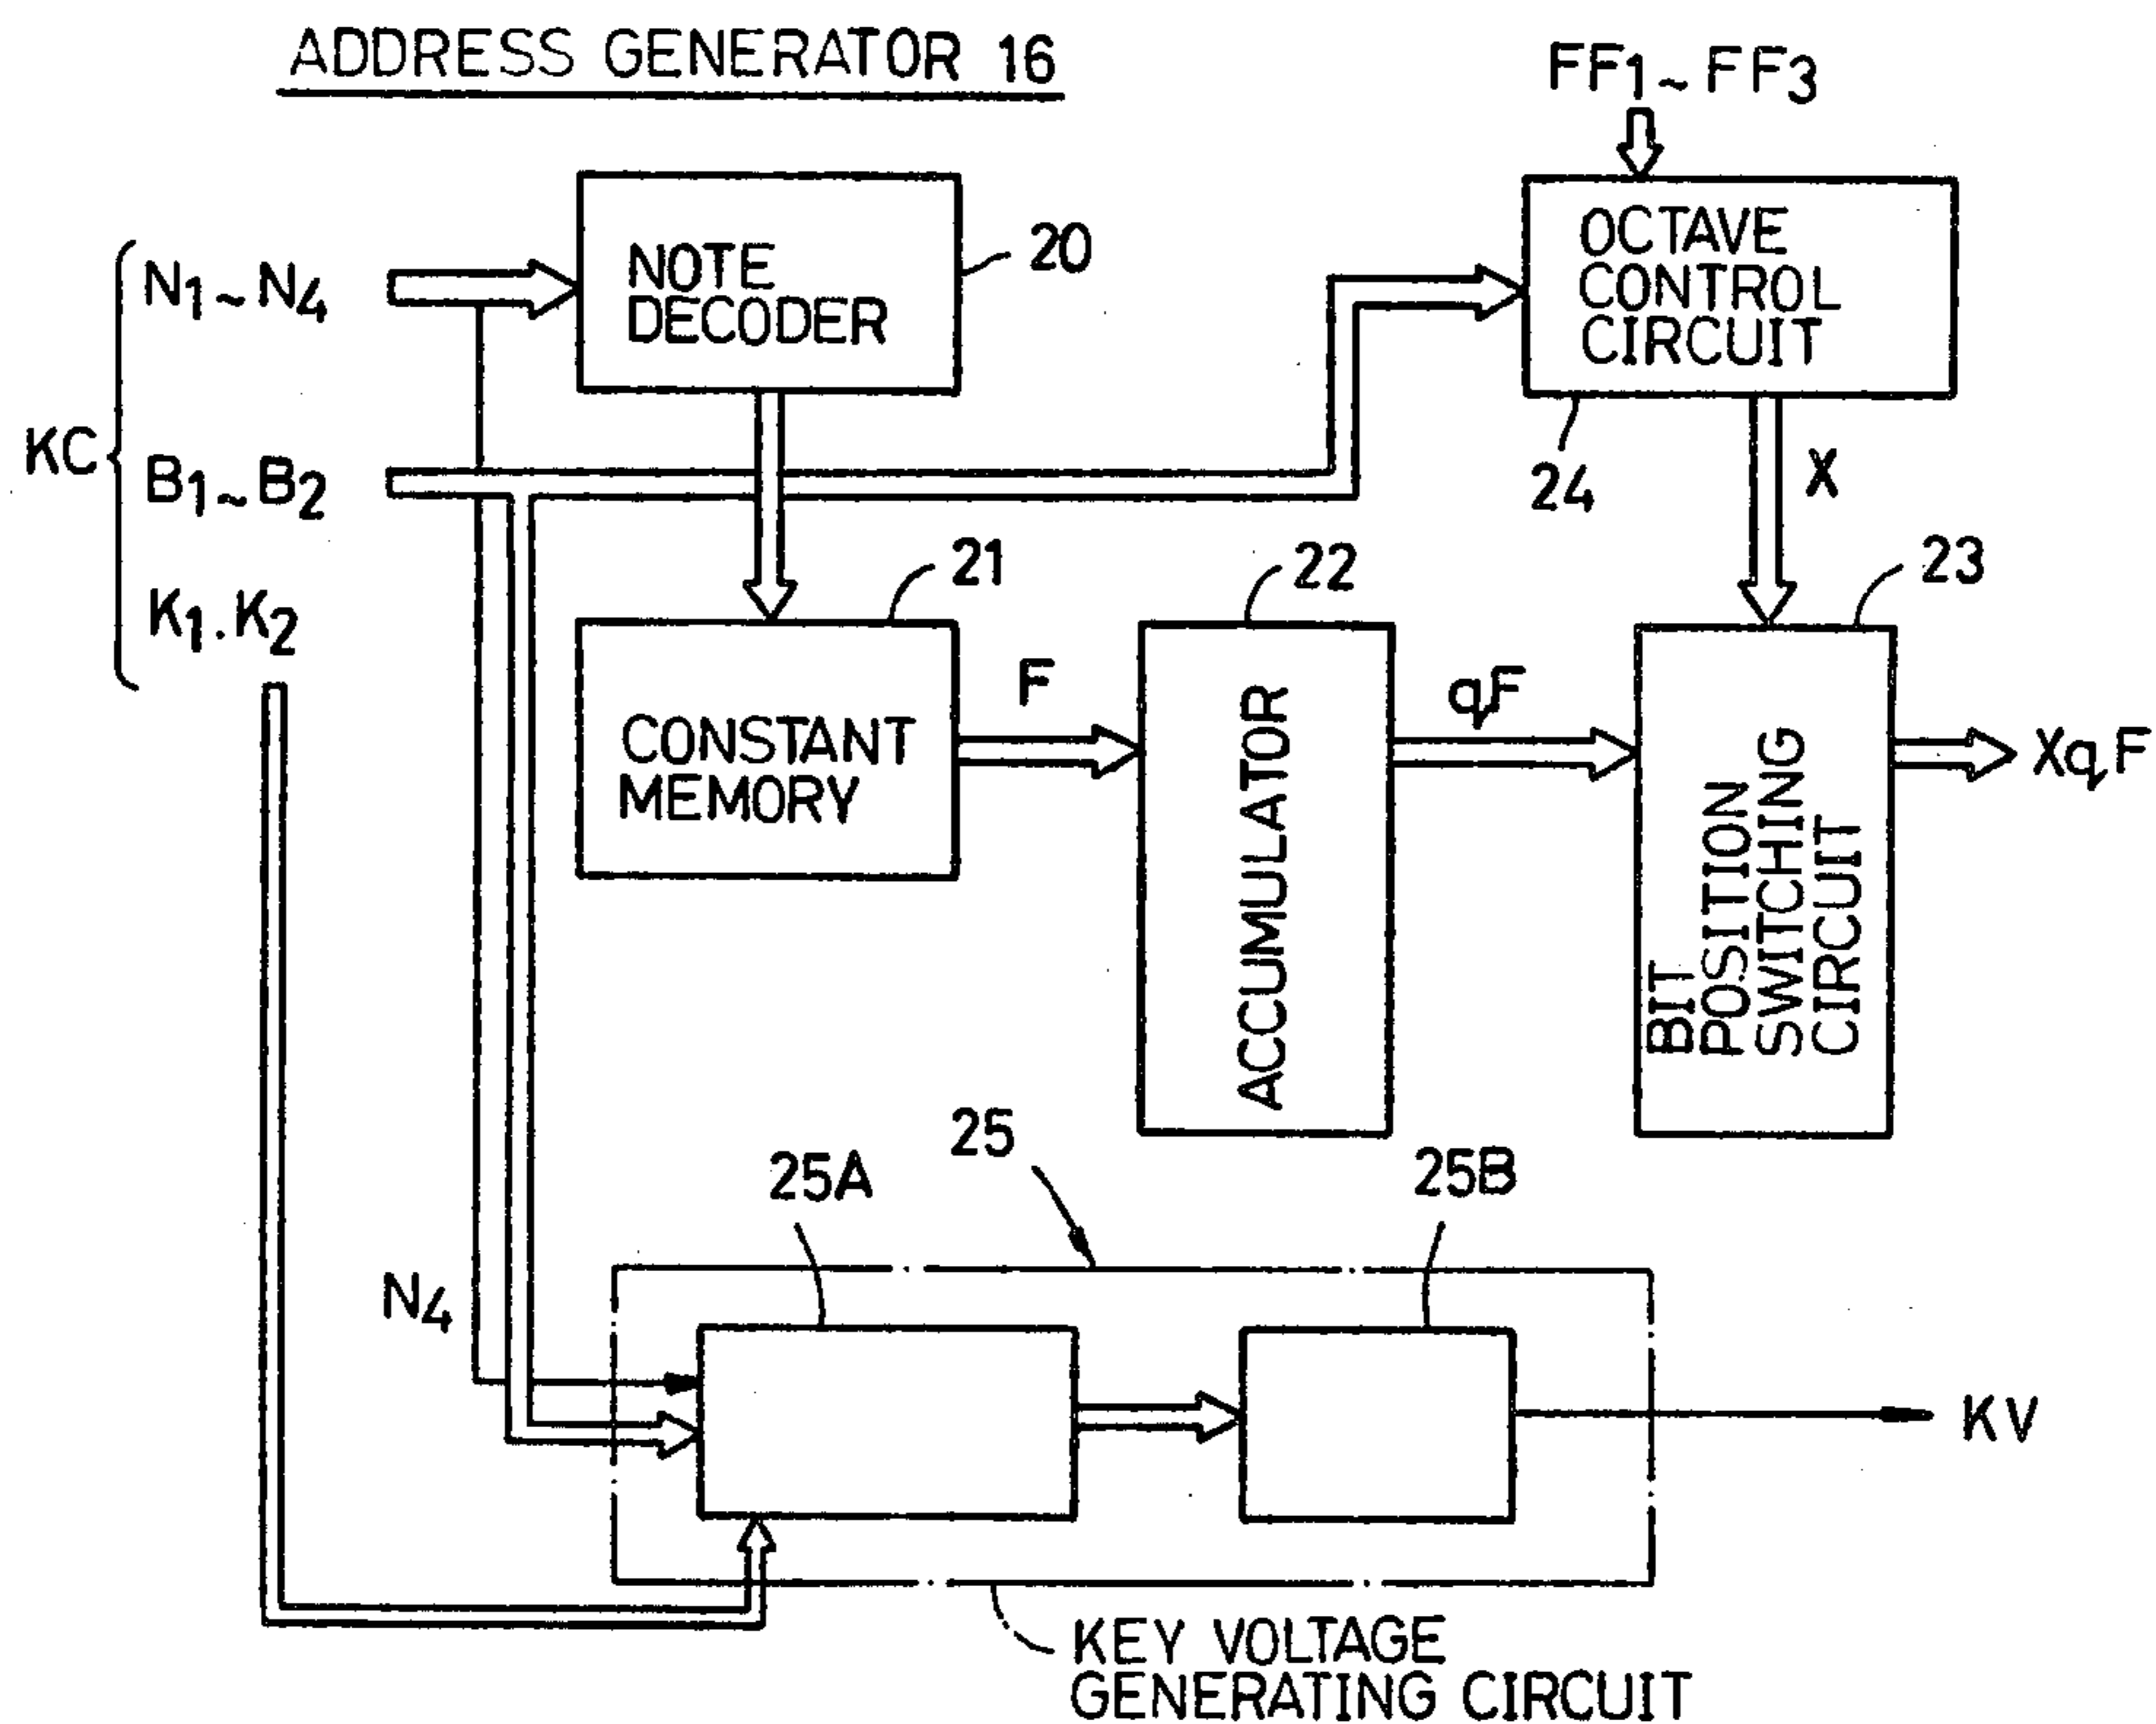 ADDRESS GENERATOR 16
FF1~FF3
NOTE
DECODER
20
OCTAVE
CONTROL
CIRCUIT
24
X
KC
N1~N4
B1~B2
K1.K2
21
CONSTANT
MEMORY
F
22
ACCUMULATOR
qF
23
BIT
POSITION
SWITCHING
CIRCUIT
XqF
25
25A
25B
N4
KV
KEY VOLTAGE
GENERATING CIRCUIT